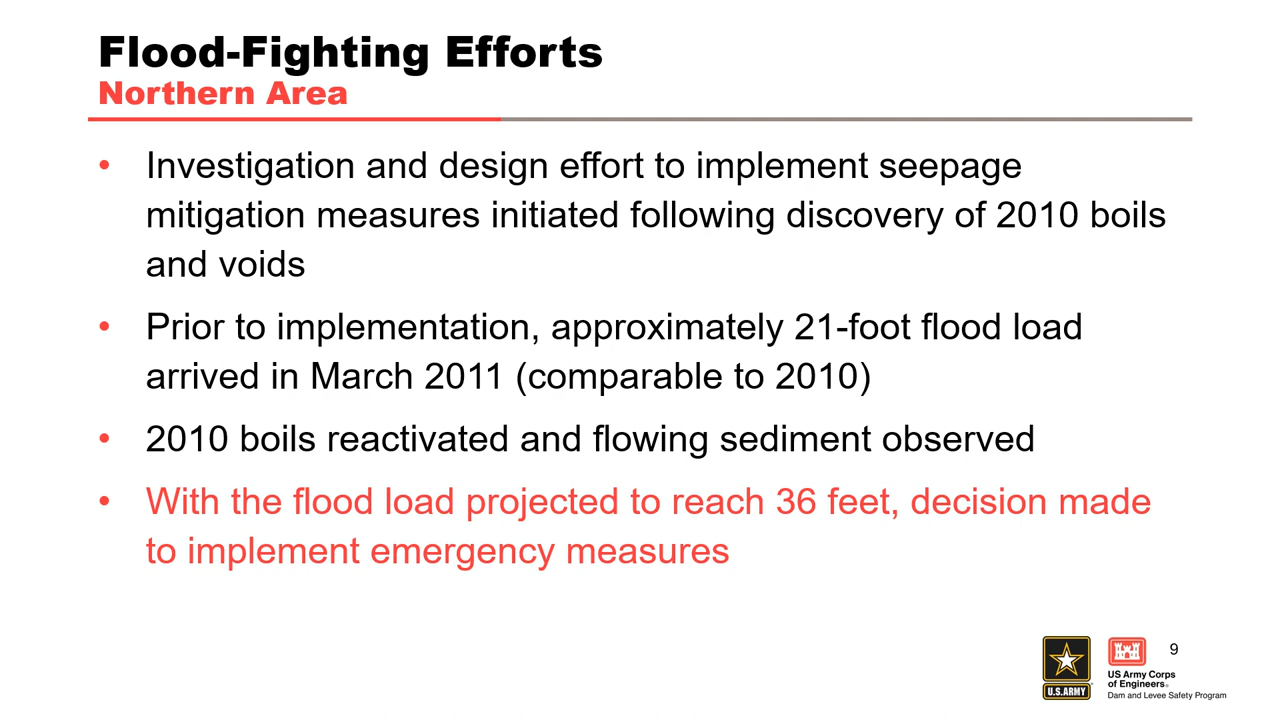 Flood-Fighting Efforts
Northern Area
• Investigation and design effort to implement seepage
mitigation measures initiated following discovery of 2010 boils
and voids
• Prior to implementation, approximately 21-foot flood load
arrived in March 2011 (comparable to 2010)
• 2010 boils reactivated and flowing sediment observed
• With the flood load projected to reach 36 feet, decision made
to implement emergency measures
U.S.ARMY
US Army Corps
of Engineers®
Dam and Levee Safety Program
9